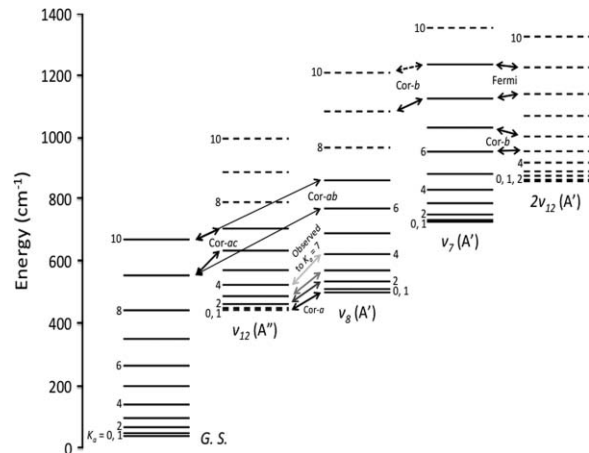 1400
1200
1000
800
600
400
200
0
Energy (cm⁻¹)
10
8
6
4
2
Kₐ = 0, 1
G. S.
10
8
4
2
0, 1
ν₁₂ (A″)
10
8
6
4
2
0, 1
ν₈ (A′)
10
6
4
2
0, 1
ν₇ (A′)
10
4
0, 1, 2
2ν₁₂ (A′)
Cor-ac
Cor-ab
Observed
to Kₐ = 7
Cor-a
Cor-b
Fermi
Cor-b